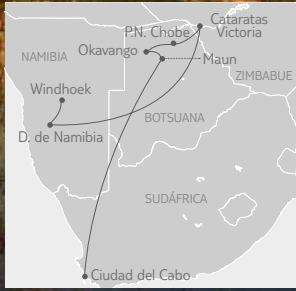 Cataratas
Victoria
P.N. Chobe
Okavango
Maun
NAMIBIA
ZIMBABUE
Windhoek
BOTSUANA
D. de Namibia
SUDÁFRICA
Ciudad del Cabo